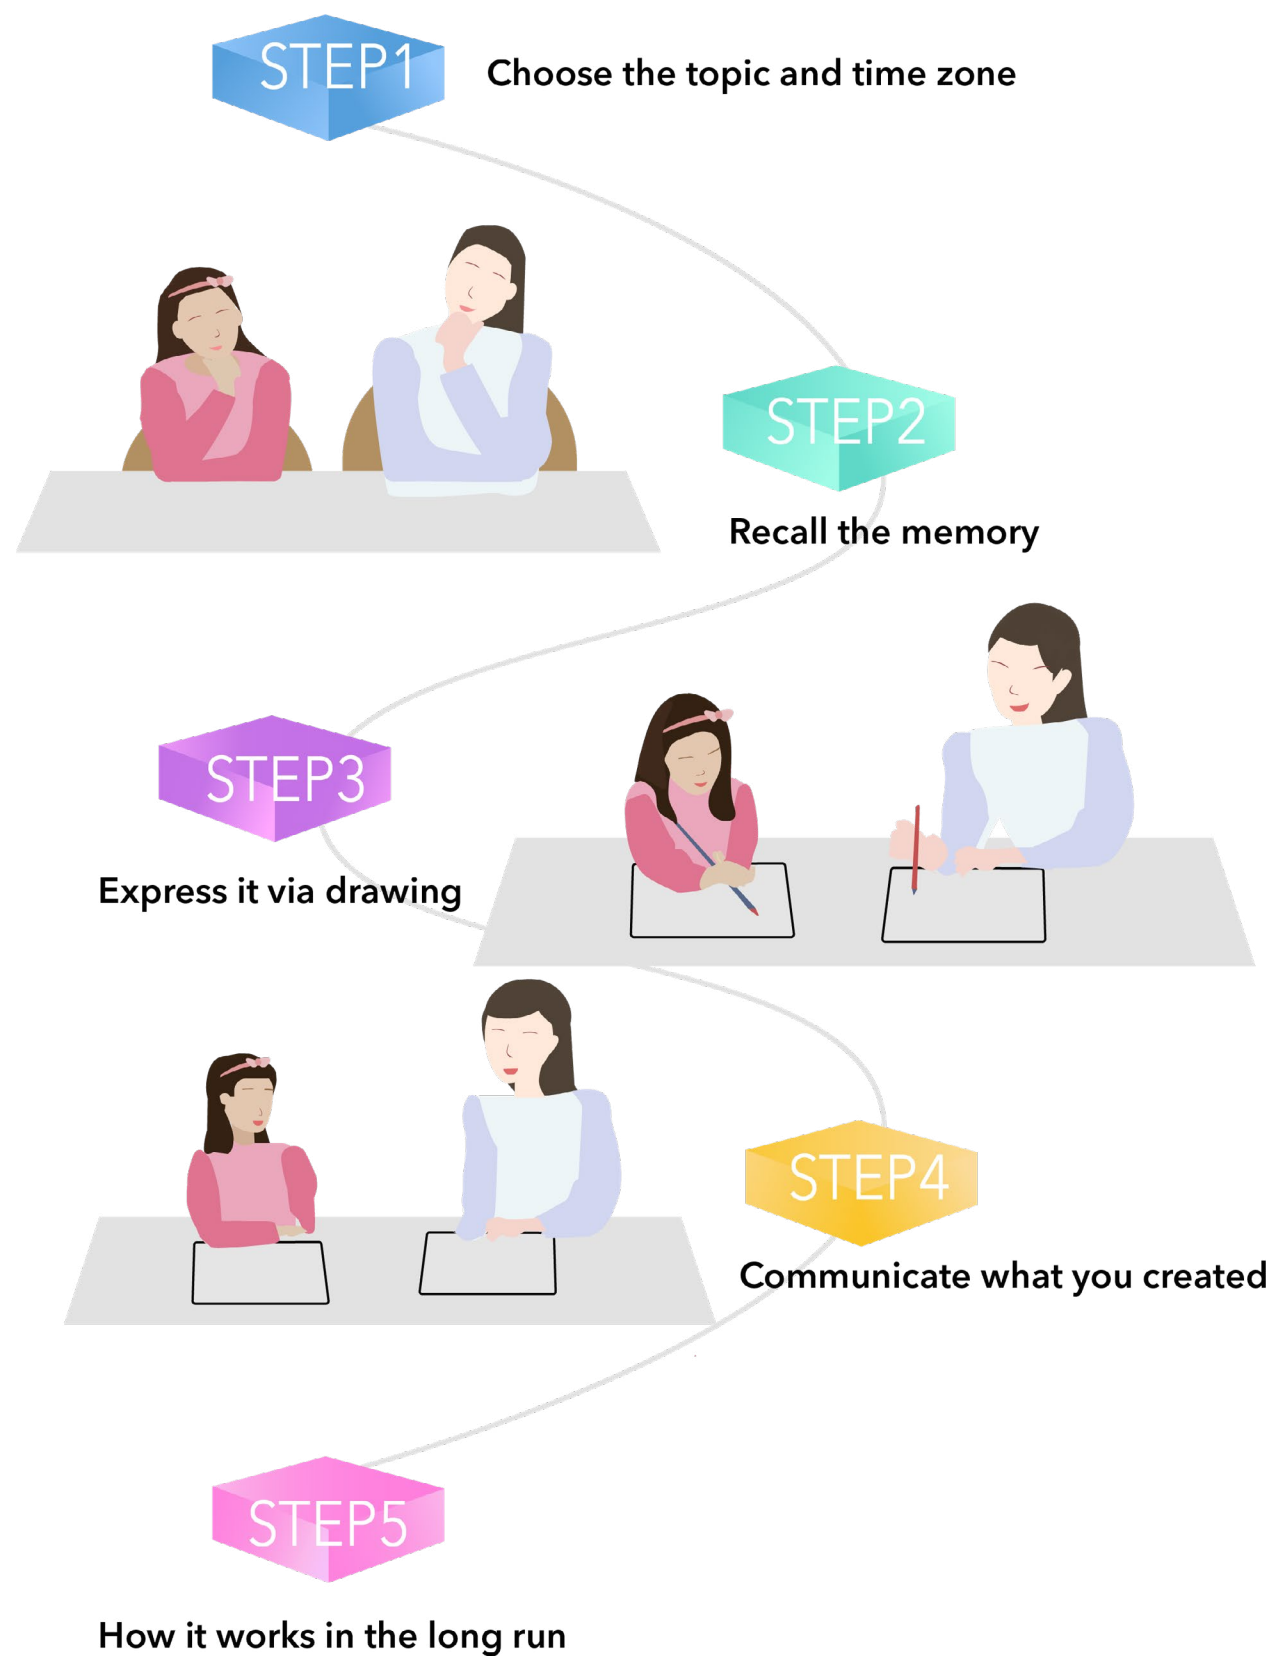 STEP1
Choose the topic and time zone
STEP2
Recall the memory
STEP3
Express it via drawing
STEP4
Communicate what you created
STEP5
How it works in the long run